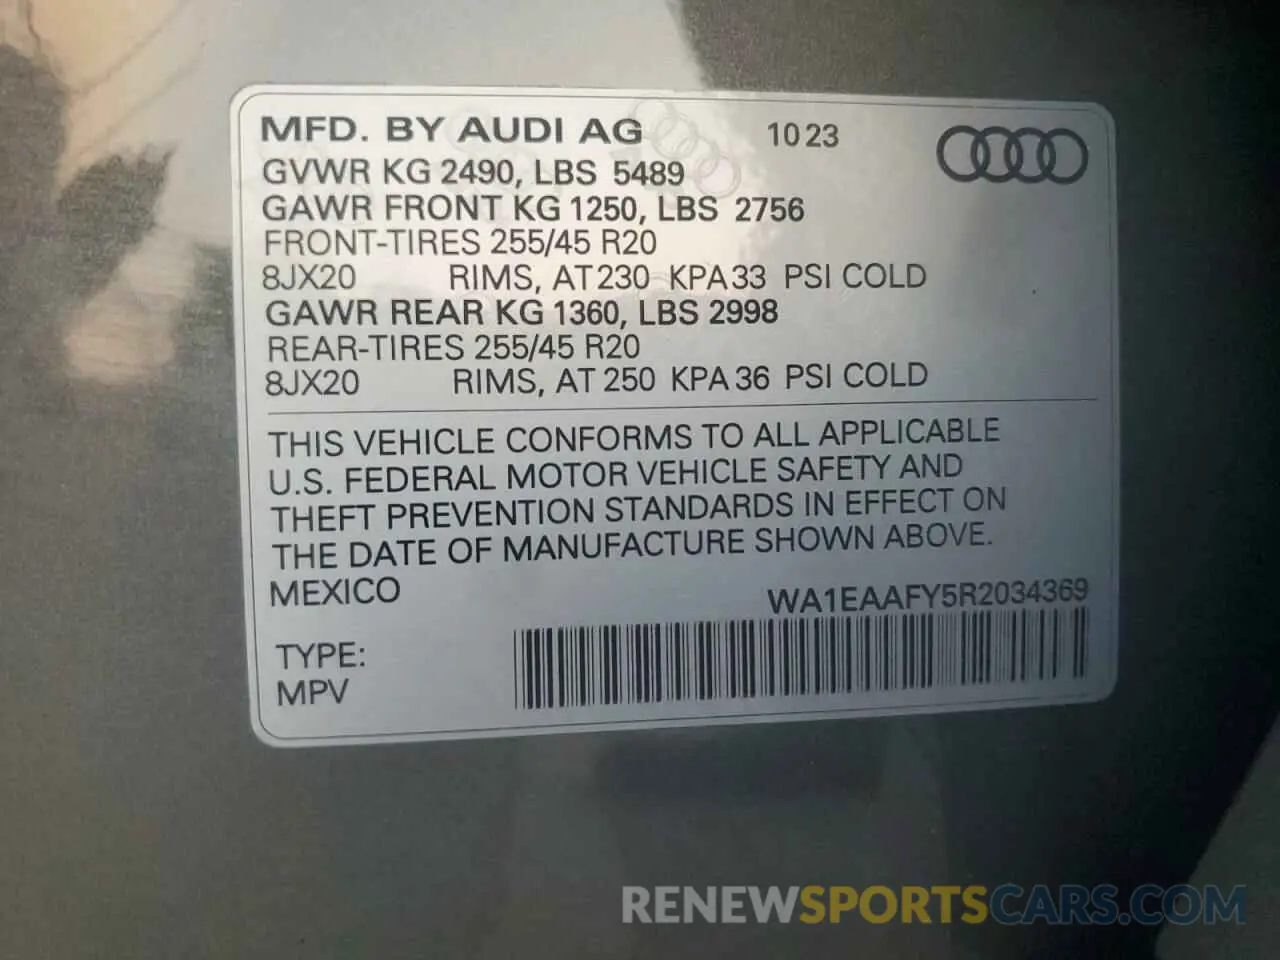 MFD. BY AUDI AG 10 23
GVWR KG 2490, LBS 5489
GAWR FRONT KG 1250, LBS 2756
FRONT-TIRES 255/45 R20
8JX20 RIMS, AT 230 KPA 33 PSI COLD
GAWR REAR KG 1360, LBS 2998
REAR-TIRES 255/45 R20
8JX20 RIMS, AT 250 KPA 36 PSI COLD
THIS VEHICLE CONFORMS TO ALL APPLICABLE
U.S. FEDERAL MOTOR VEHICLE SAFETY AND
THEFT PREVENTION STANDARDS IN EFFECT ON
THE DATE OF MANUFACTURE SHOWN ABOVE.
MEXICO WA1EAAFY5R2034369
TYPE:
MPV
RENEWSPORTSCARS.COM